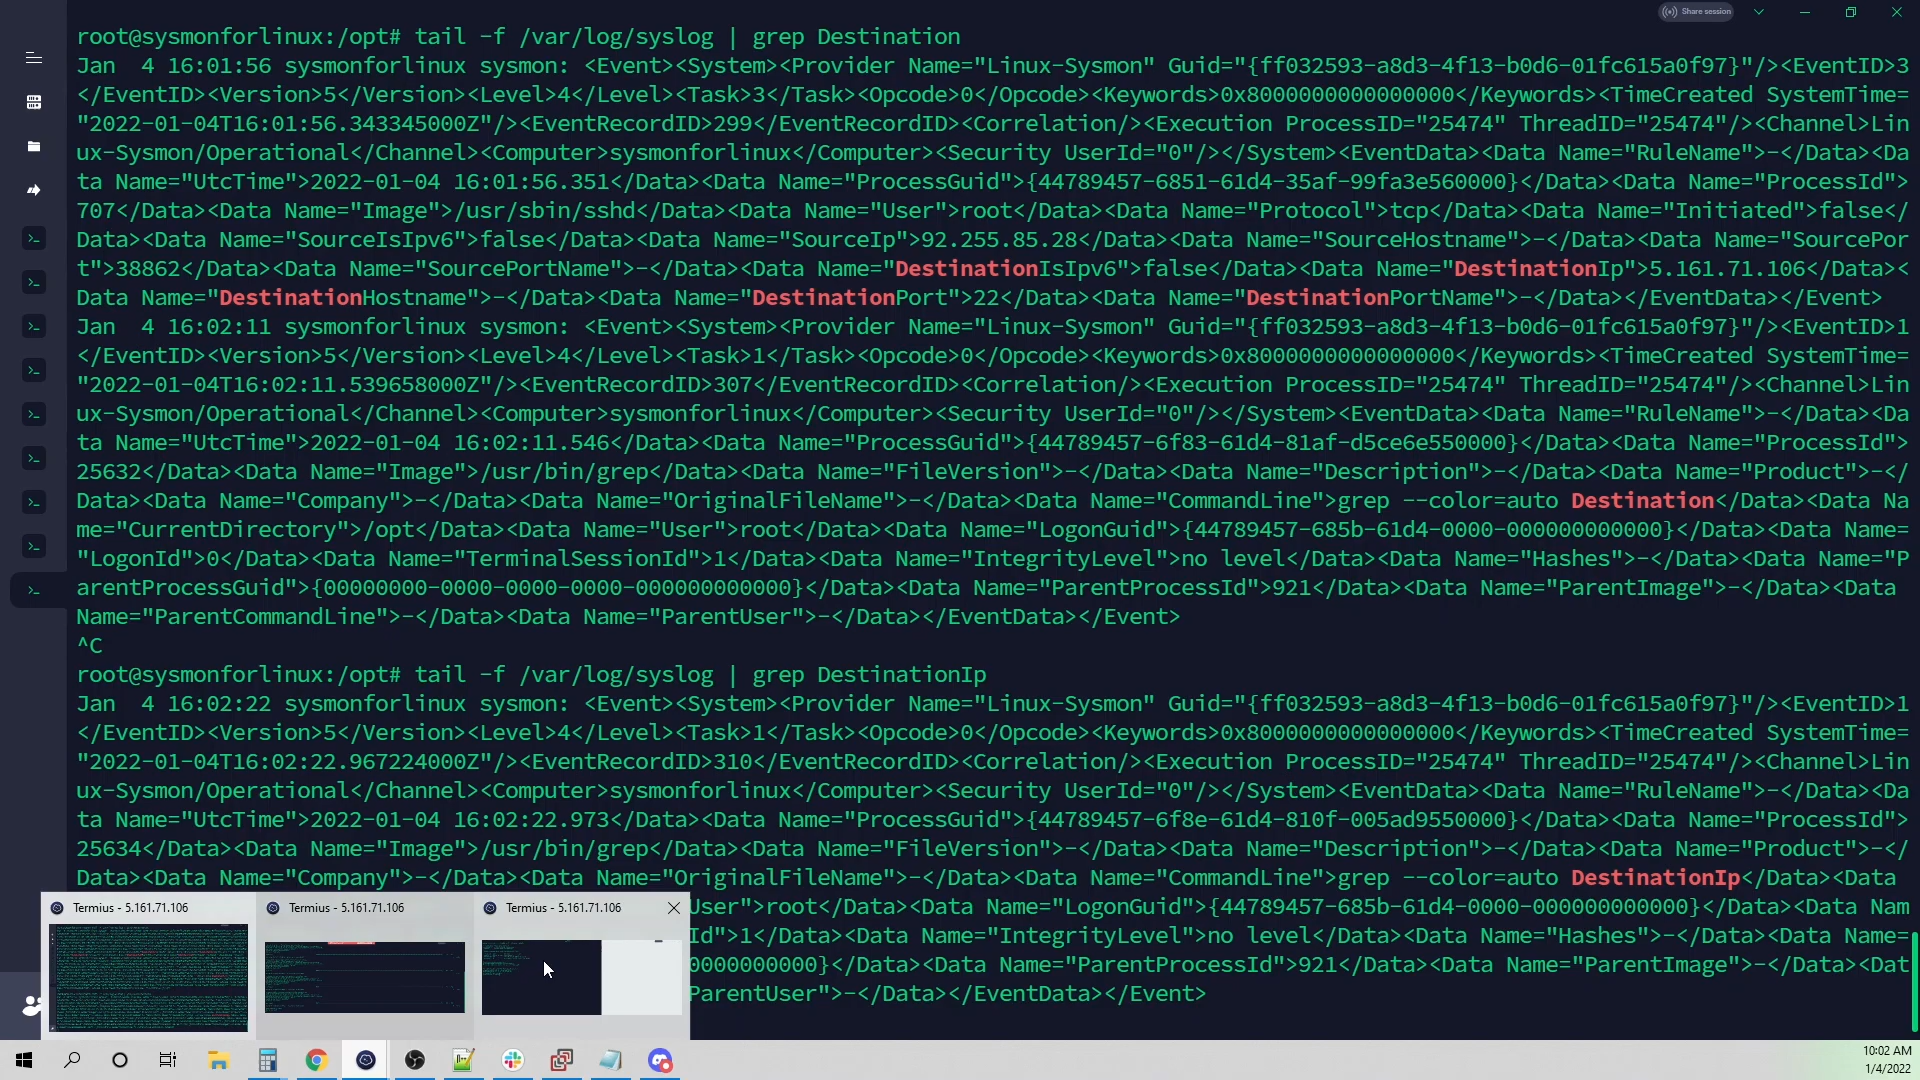 Share session
root@sysmonforlinux:/opt# tail -f /var/log/syslog | grep Destination
Jan  4 16:01:56 sysmonforlinux sysmon: <Event><System><Provider Name="Linux-Sysmon" Guid="{ff032593-a8d3-4f13-b0d6-01fc615a0f97}"/><EventID>3
</EventID><Version>5</Version><Level>4</Level><Task>3</Task><Opcode>0</Opcode><Keywords>0x8000000000000000</Keywords><TimeCreated SystemTime=
"2022-01-04T16:01:56.343345000Z"/><EventRecordID>299</EventRecordID><Correlation/><Execution ProcessID="25474" ThreadID="25474"/><Channel>Lin
ux-Sysmon/Operational</Channel><Computer>sysmonforlinux</Computer><Security UserId="0"/></System><EventData><Data Name="RuleName">-</Data><Da
ta Name="UtcTime">2022-01-04 16:01:56.351</Data><Data Name="ProcessGuid">{44789457-6851-61d4-35af-99fa3e560000}</Data><Data Name="ProcessId">
707</Data><Data Name="Image">/usr/sbin/sshd</Data><Data Name="User">root</Data><Data Name="Protocol">tcp</Data><Data Name="Initiated">false</
Data><Data Name="SourceIsIpv6">false</Data><Data Name="SourceIp">92.255.85.28</Data><Data Name="SourceHostname">-</Data><Data Name="SourcePor
t">38862</Data><Data Name="SourcePortName">-</Data><Data Name="DestinationIsIpv6">false</Data><Data Name="DestinationIp">5.161.71.106</Data><
Data Name="DestinationHostname">-</Data><Data Name="DestinationPort">22</Data><Data Name="DestinationPortName">-</Data></EventData></Event>
Jan  4 16:02:11 sysmonforlinux sysmon: <Event><System><Provider Name="Linux-Sysmon" Guid="{ff032593-a8d3-4f13-b0d6-01fc615a0f97}"/><EventID>1
</EventID><Version>5</Version><Level>4</Level><Task>1</Task><Opcode>0</Opcode><Keywords>0x8000000000000000</Keywords><TimeCreated SystemTime=
"2022-01-04T16:02:11.539658000Z"/><EventRecordID>307</EventRecordID><Correlation/><Execution ProcessID="25474" ThreadID="25474"/><Channel>Lin
ux-Sysmon/Operational</Channel><Computer>sysmonforlinux</Computer><Security UserId="0"/></System><EventData><Data Name="RuleName">-</Data><Da
ta Name="UtcTime">2022-01-04 16:02:11.546</Data><Data Name="ProcessGuid">{44789457-6f83-61d4-81af-d5ce6e550000}</Data><Data Name="ProcessId">
25632</Data><Data Name="Image">/usr/bin/grep</Data><Data Name="FileVersion">-</Data><Data Name="Description">-</Data><Data Name="Product">-</
Data><Data Name="Company">-</Data><Data Name="OriginalFileName">-</Data><Data Name="CommandLine">grep --color=auto Destination</Data><Data Na
me="CurrentDirectory">/opt</Data><Data Name="User">root</Data><Data Name="LogonGuid">{44789457-685b-61d4-0000-000000000000}</Data><Data Name=
"LogonId">0</Data><Data Name="TerminalSessionId">1</Data><Data Name="IntegrityLevel">no level</Data><Data Name="Hashes">-</Data><Data Name="P
arentProcessGuid">{00000000-0000-0000-0000-000000000000}</Data><Data Name="ParentProcessId">921</Data><Data Name="ParentImage">-</Data><Data
Name="ParentCommandLine">-</Data><Data Name="ParentUser">-</Data></EventData></Event>
^C
root@sysmonforlinux:/opt# tail -f /var/log/syslog | grep DestinationIp
Jan  4 16:02:22 sysmonforlinux sysmon: <Event><System><Provider Name="Linux-Sysmon" Guid="{ff032593-a8d3-4f13-b0d6-01fc615a0f97}"/><EventID>1
</EventID><Version>5</Version><Level>4</Level><Task>1</Task><Opcode>0</Opcode><Keywords>0x8000000000000000</Keywords><TimeCreated SystemTime=
"2022-01-04T16:02:22.967224000Z"/><EventRecordID>310</EventRecordID><Correlation/><Execution ProcessID="25474" ThreadID="25474"/><Channel>Lin
ux-Sysmon/Operational</Channel><Computer>sysmonforlinux</Computer><Security UserId="0"/></System><EventData><Data Name="RuleName">-</Data><Da
ta Name="UtcTime">2022-01-04 16:02:22.973</Data><Data Name="ProcessGuid">{44789457-6f8e-61d4-810f-005ad9550000}</Data><Data Name="ProcessId">
25634</Data><Data Name="Image">/usr/bin/grep</Data><Data Name="FileVersion">-</Data><Data Name="Description">-</Data><Data Name="Product">-</
Data><Data Name="Company">-</Data><Data Name="OriginalFileName">-</Data><Data Name="CommandLine">grep --color=auto DestinationIp</Data><Data
User">root</Data><Data Name="LogonGuid">{44789457-685b-61d4-0000-000000000000}</Data><Data Nam
Id">1</Data><Data Name="IntegrityLevel">no level</Data><Data Name="Hashes">-</Data><Data Name=
0000000000}</Data><Data Name="ParentProcessId">921</Data><Data Name="ParentImage">-</Data><Dat
ParentUser">-</Data></EventData></Event>
Termius - 5.161.71.106
Termius - 5.161.71.106
Termius - 5.161.71.106
10:02 AM
1/4/2022